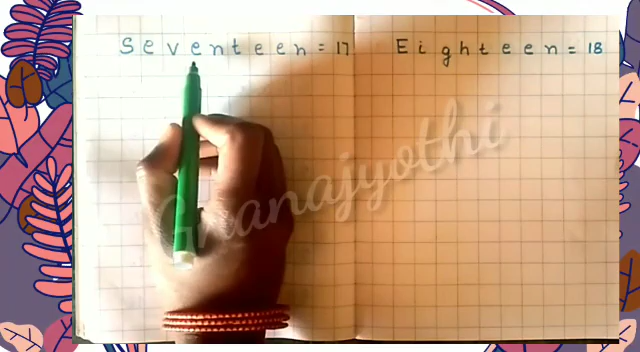 Seventeen = 17
Eighteen = 18
Gnanajyothi